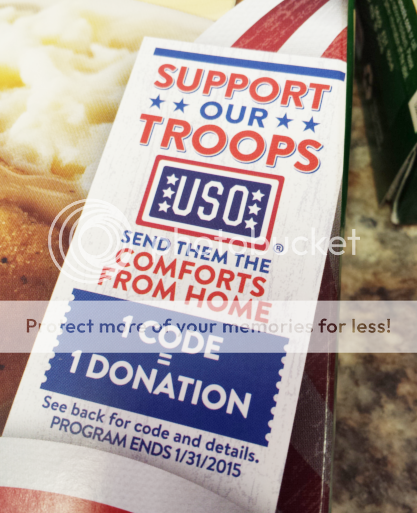 SUPPORT
OUR
TROOPS
USO
®
SEND THEM THE
COMFORTS
FROM HOME
photobucket
Protect more of your memories for less!
1 CODE
=
1 DONATION
See back for code and details.
PROGRAM ENDS 1/31/2015